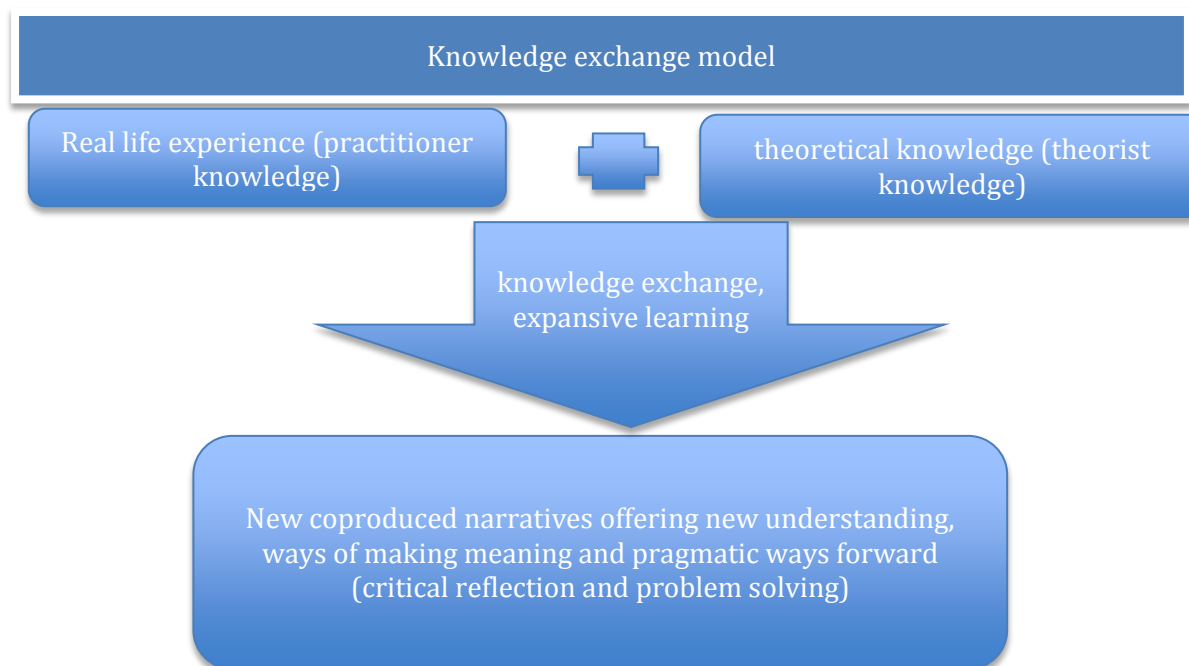 Knowledge exchange model
Real life experience (practitioner
knowledge)
theoretical knowledge (theorist
knowledge)
knowledge exchange,
expansive learning
New coproduced narratives offering new understanding,
ways of making meaning and pragmatic ways forward
(critical reflection and problem solving)